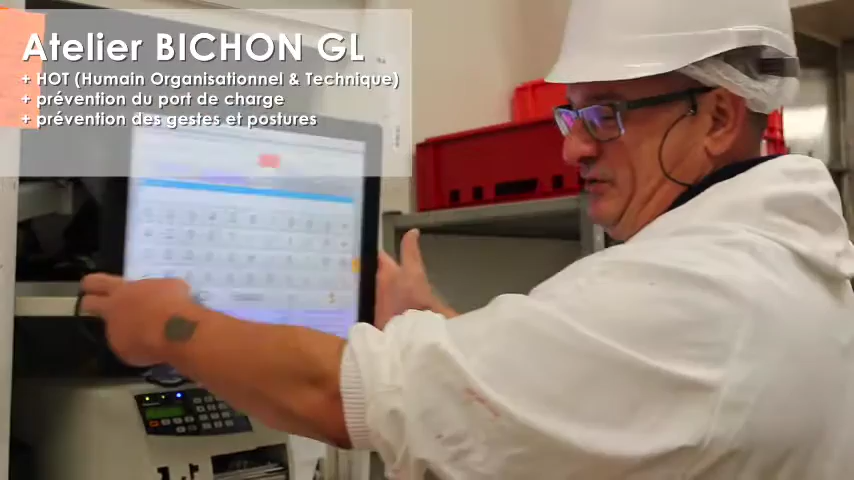 Atelier BICHON GL
+ HOT (Humain Organisationnel & Technique)
+ prévention du port de charge
+ prévention des gestes et postures